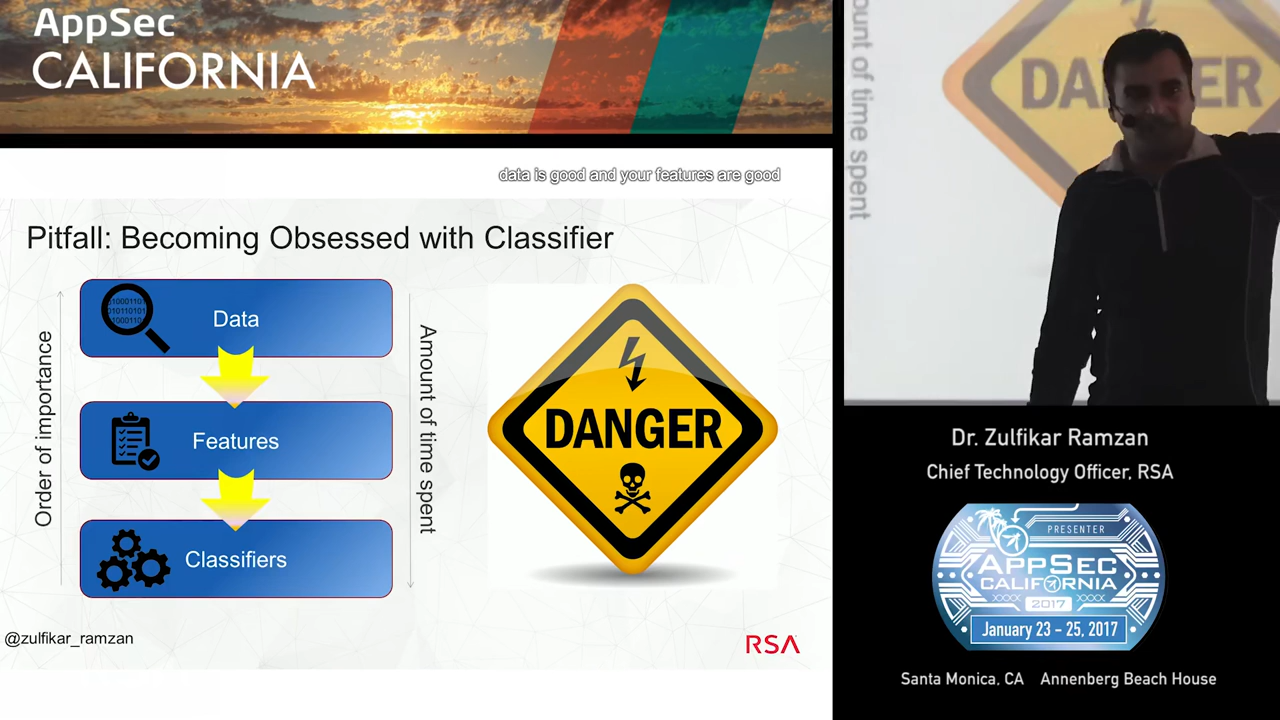 AppSec
CALIFORNIA
data is good and your features are good
Pitfall: Becoming Obsessed with Classifier
Order of importance
Data
Features
Classifiers
Amount of time spent
DANGER
@zulfikar_ramzan
RSA
ount of time spent
DANGER
Dr. Zulfikar Ramzan
Chief Technology Officer, RSA
PRESENTER
APPSEC
CALIFORNIA
2017
January 23 - 25, 2017
Santa Monica, CA Annenberg Beach House